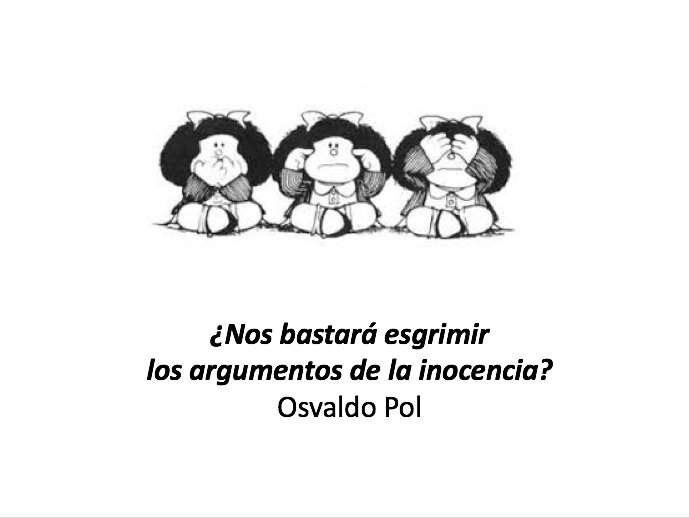 ¿Nos bastará esgrimir
los argumentos de la inocencia?
Osvaldo Pol